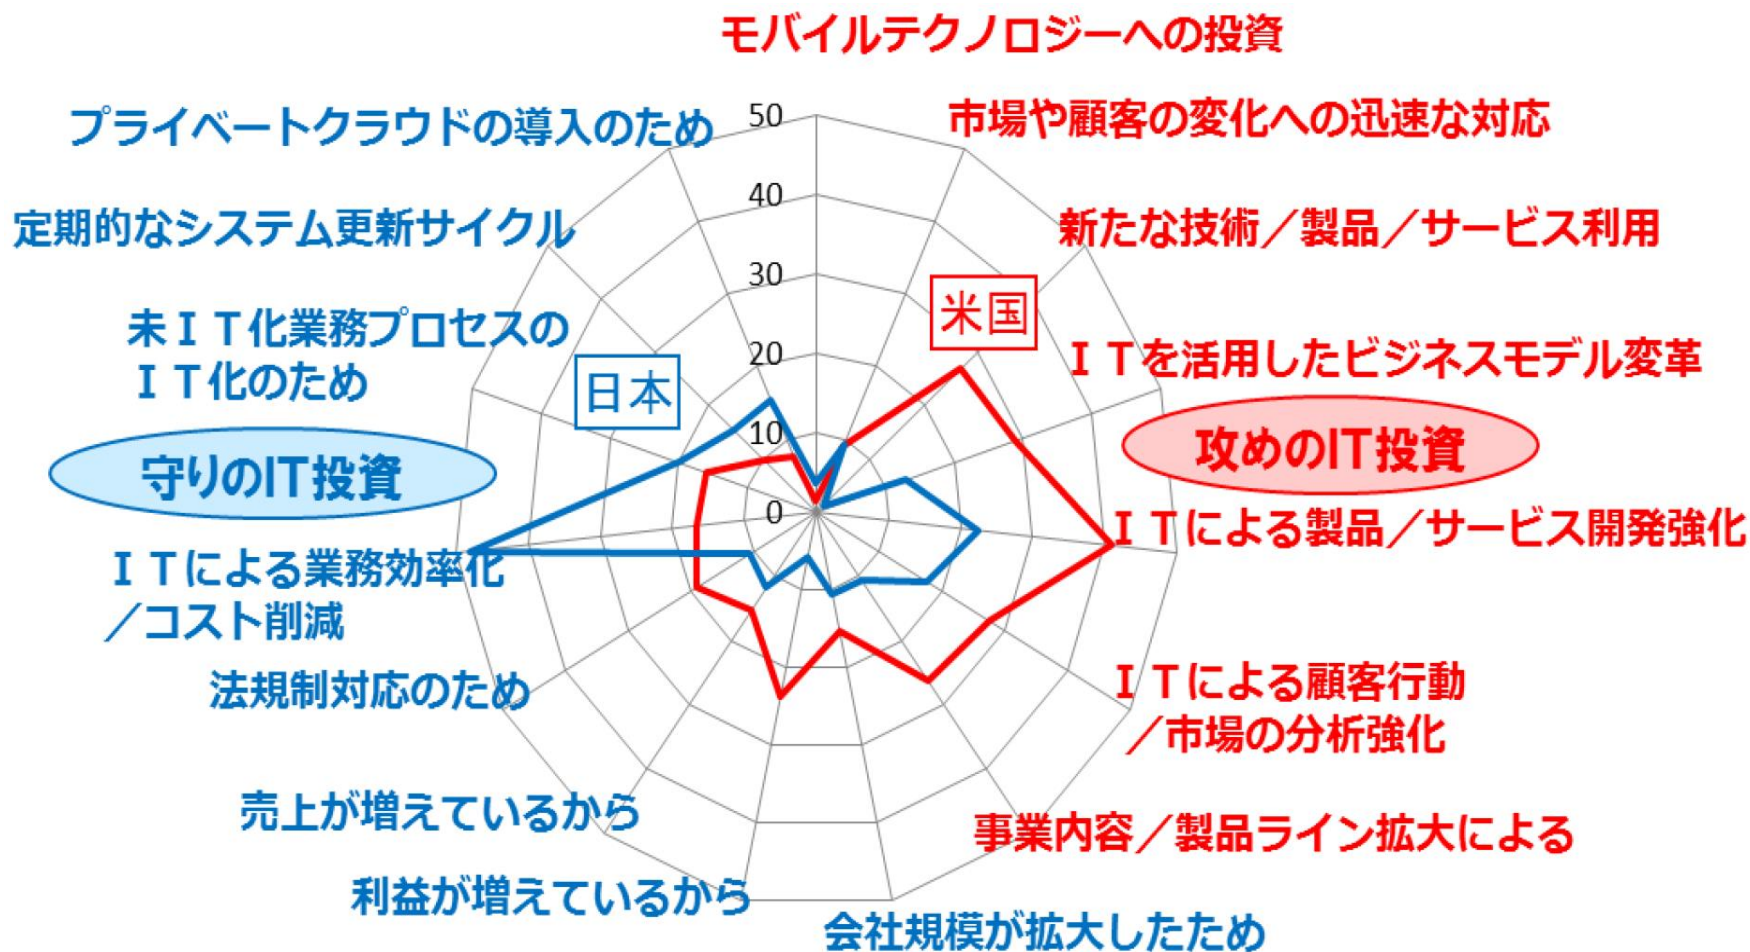 モバイルテクノロジーへの投資
市場や顧客の変化への迅速な対応
新たな技術／製品／サービス利用
ＩＴを活用したビジネスモデル変革
攻めのIT投資
ＩＴによる製品／サービス開発強化
ＩＴによる顧客行動
／市場の分析強化
事業内容／製品ライン拡大による
会社規模が拡大したため
利益が増えているから
売上が増えているから
法規制対応のため
ＩＴによる業務効率化
／コスト削減
守りのIT投資
未ＩＴ化業務プロセスの
ＩＴ化のため
定期的なシステム更新サイクル
プライベートクラウドの導入のため
50
40
30
20
10
0
日本
米国